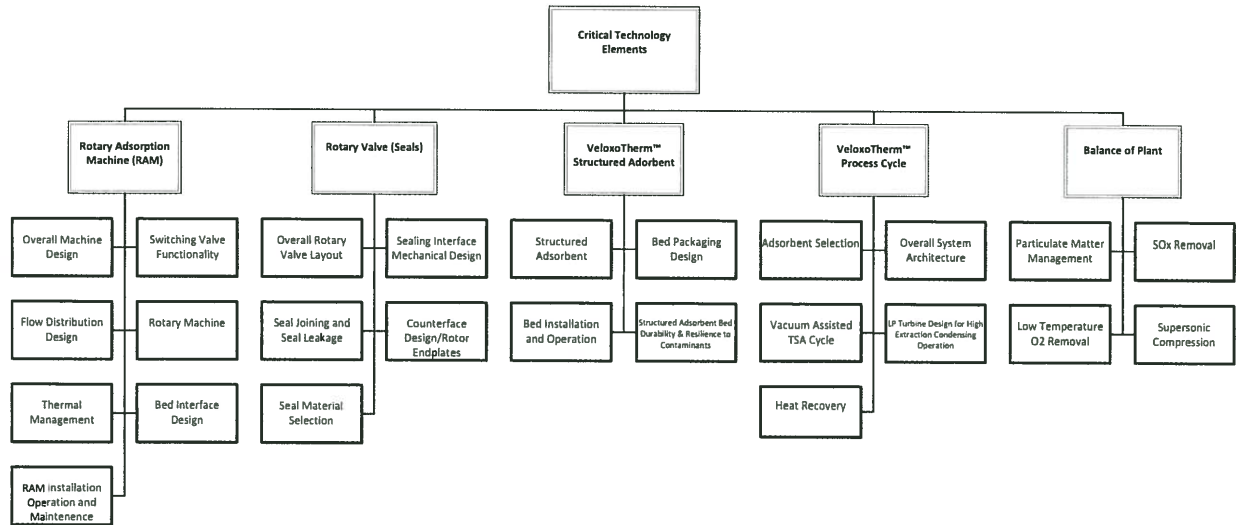 Critical Technology
Elements
Rotary Adsorption
Machine (RAM)
Rotary Valve (Seals)
VeloxoTherm™
Structured Adorbent
VeloxoTherm™
Process Cycle
Balance of Plant
Overall Machine
Design
Switching Valve
Functionality
Flow Distribution
Design
Rotary Machine
Thermal
Management
Bed Interface
Design
RAM Installation
Operation and
Maintenence
Overall Rotary
Valve Layout
Sealing Interface
Mechanical Design
Seal Joining and
Seal Leakage
Counterface
Design/Rotor
Endplates
Seal Material
Selection
Structured
Adsorbent
Bed Packaging
Design
Bed Installation
and Operation
Structured Adsorbent Bed
Durability & Resilience to
Contaminants
Adsorbent Selection
Overall System
Architecture
Vacuum Assisted
TSA Cycle
LP Turbine Design for High
Extraction Condensing
Operation
Heat Recovery
Particulate Matter
Management
SOx Removal
Low Temperature
O2 Removal
Supersonic
Compression